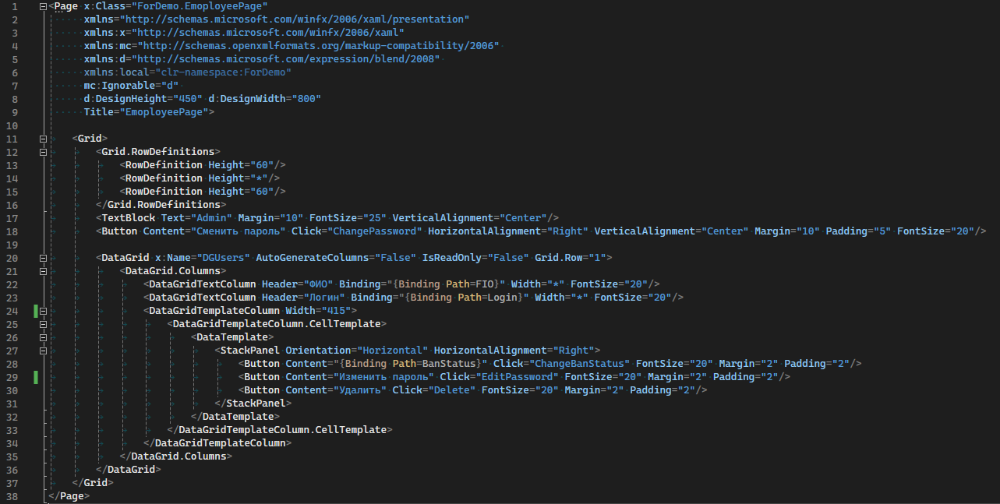 1 <Page x:Class="ForDemo.EmoployeePage"
2 xmlns="http://schemas.microsoft.com/winfx/2006/xaml/presentation"
3 xmlns:x="http://schemas.microsoft.com/winfx/2006/xaml"
4 xmlns:mc="http://schemas.openxmlformats.org/markup-compatibility/2006"
5 xmlns:d="http://schemas.microsoft.com/expression/blend/2008"
6 xmlns:local="clr-namespace:ForDemo"
7 mc:Ignorable="d"
8 d:DesignHeight="450" d:DesignWidth="800"
9 Title="EmoployeePage">
10
11 <Grid>
12 <Grid.RowDefinitions>
13 <RowDefinition Height="60"/>
14 <RowDefinition Height="*"/>
15 <RowDefinition Height="60"/>
16 </Grid.RowDefinitions>
17 <TextBlock Text="Admin" Margin="10" FontSize="25" VerticalAlignment="Center"/>
18 <Button Content="Сменить пароль" Click="ChangePassword" HorizontalAlignment="Right" VerticalAlignment="Center" Margin="10" Padding="5" FontSize="20"/>
19
20 <DataGrid x:Name="DGUsers" AutoGenerateColumns="False" IsReadOnly="False" Grid.Row="1">
21 <DataGrid.Columns>
22 <DataGridTextColumn Header="ФИО" Binding="{Binding Path=FIO}" Width="*" FontSize="20"/>
23 <DataGridTextColumn Header="Логин" Binding="{Binding Path=Login}" Width="*" FontSize="20"/>
24 <DataGridTemplateColumn Width="415">
25 <DataGridTemplateColumn.CellTemplate>
26 <DataTemplate>
27 <StackPanel Orientation="Horizontal" HorizontalAlignment="Right">
28 <Button Content="{Binding Path=BanStatus}" Click="ChangeBanStatus" FontSize="20" Margin="2" Padding="2"/>
29 <Button Content="Изменить пароль" Click="EditPassword" FontSize="20" Margin="2" Padding="2"/>
30 <Button Content="Удалить" Click="Delete" FontSize="20" Margin="2" Padding="2"/>
31 </StackPanel>
32 </DataTemplate>
33 </DataGridTemplateColumn.CellTemplate>
34 </DataGridTemplateColumn>
35 </DataGrid.Columns>
36 </DataGrid>
37 </Grid>
38 </Page>